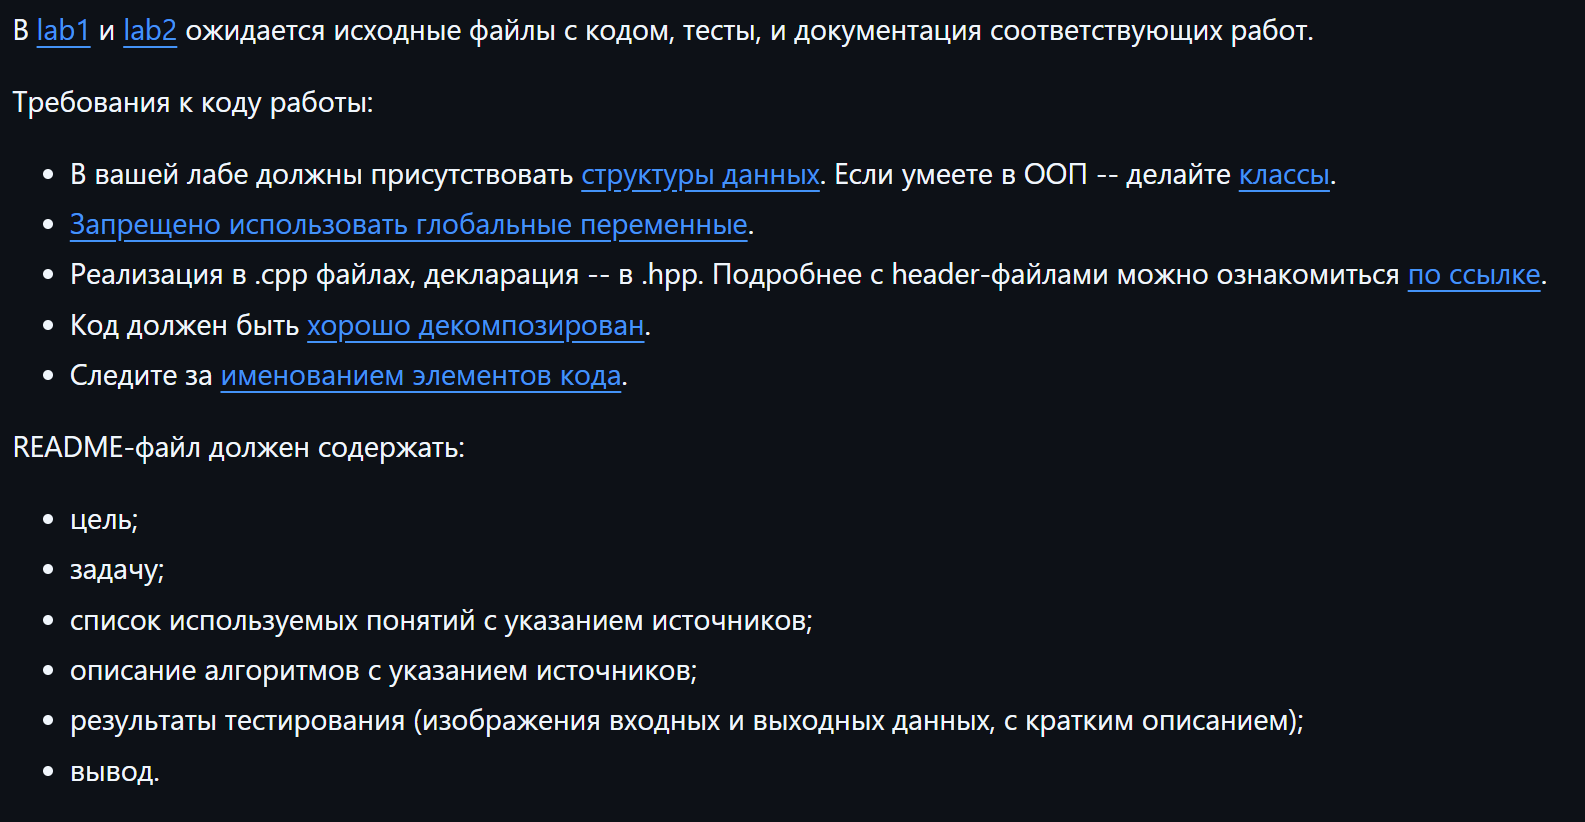 В lab1 и lab2 ожидается исходные файлы с кодом, тесты, и документация соответствующих работ.
Требования к коду работы:
• В вашей лабе должны присутствовать структуры данных. Если умеете в ООП -- делайте классы.
• Запрещено использовать глобальные переменные.
• Реализация в .cpp файлах, декларация -- в .hpp. Подробнее с header-файлами можно ознакомиться по ссылке.
• Код должен быть хорошо декомпозирован.
• Следите за именованием элементов кода.
README-файл должен содержать:
• цель;
• задачу;
• список используемых понятий с указанием источников;
• описание алгоритмов с указанием источников;
• результаты тестирования (изображения входных и выходных данных, с кратким описанием);
• вывод.